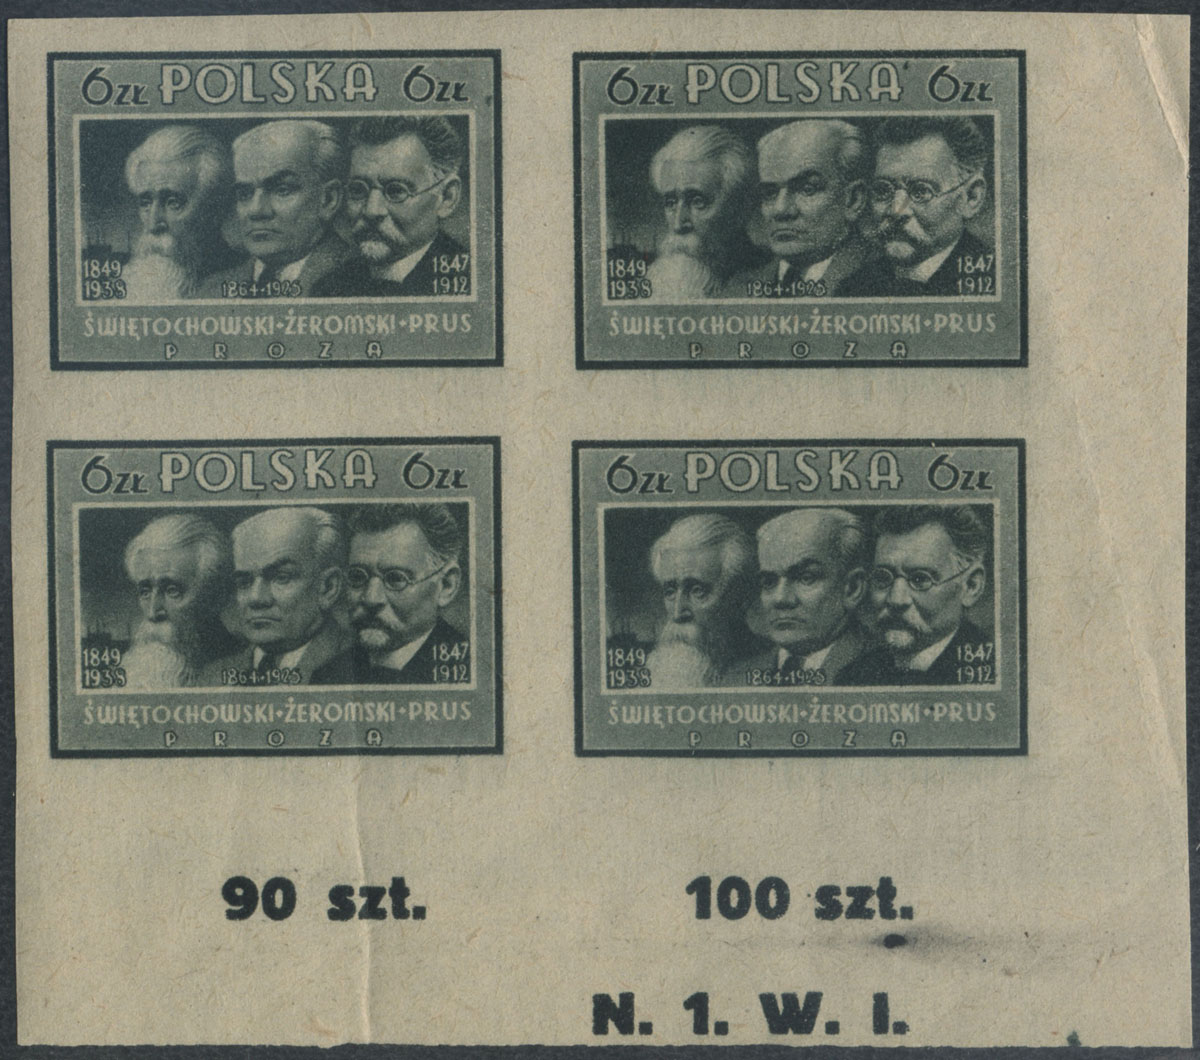 6ZŁ POLSKA 6ZŁ
1849 1847
1938 1864·1925 1912
ŚWIĘTOCHOWSKI·ŻEROMSKI·PRUS
PROZA
6ZŁ POLSKA 6ZŁ
1849 1847
1938 1864·1925 1912
ŚWIĘTOCHOWSKI·ŻEROMSKI·PRUS
PROZA
6ZŁ POLSKA 6ZŁ
1849 1847
1938 1864·1925 1912
ŚWIĘTOCHOWSKI·ŻEROMSKI·PRUS
PROZA
6ZŁ POLSKA 6ZŁ
1849 1847
1938 1864·1925 1912
ŚWIĘTOCHOWSKI·ŻEROMSKI·PRUS
PROZA
90 szt. 100 szt.
N. 1. W. I.